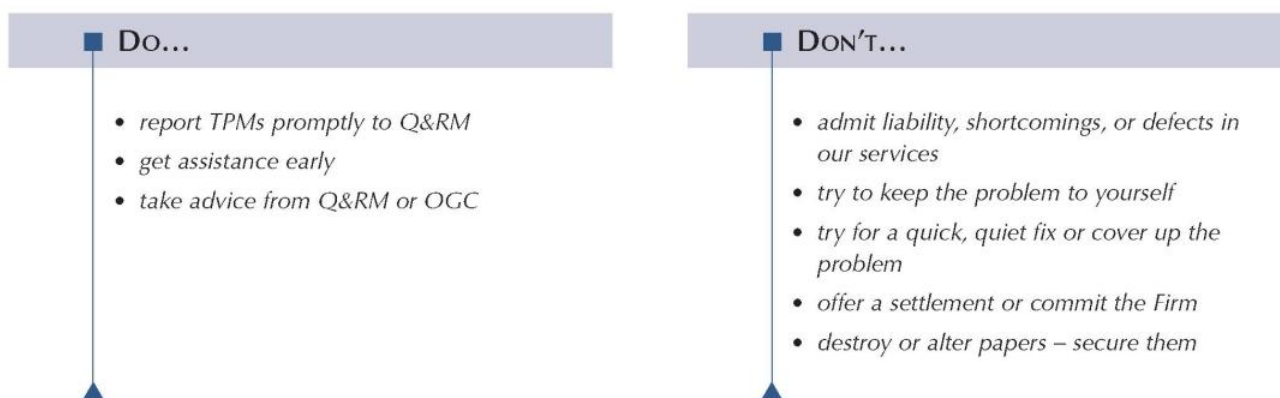 Do...
• report TPMs promptly to Q&RM
• get assistance early
• take advice from Q&RM or OGC
Don't...
• admit liability, shortcomings, or defects in
our services
• try to keep the problem to yourself
• try for a quick, quiet fix or cover up the
problem
• offer a settlement or commit the Firm
• destroy or alter papers – secure them